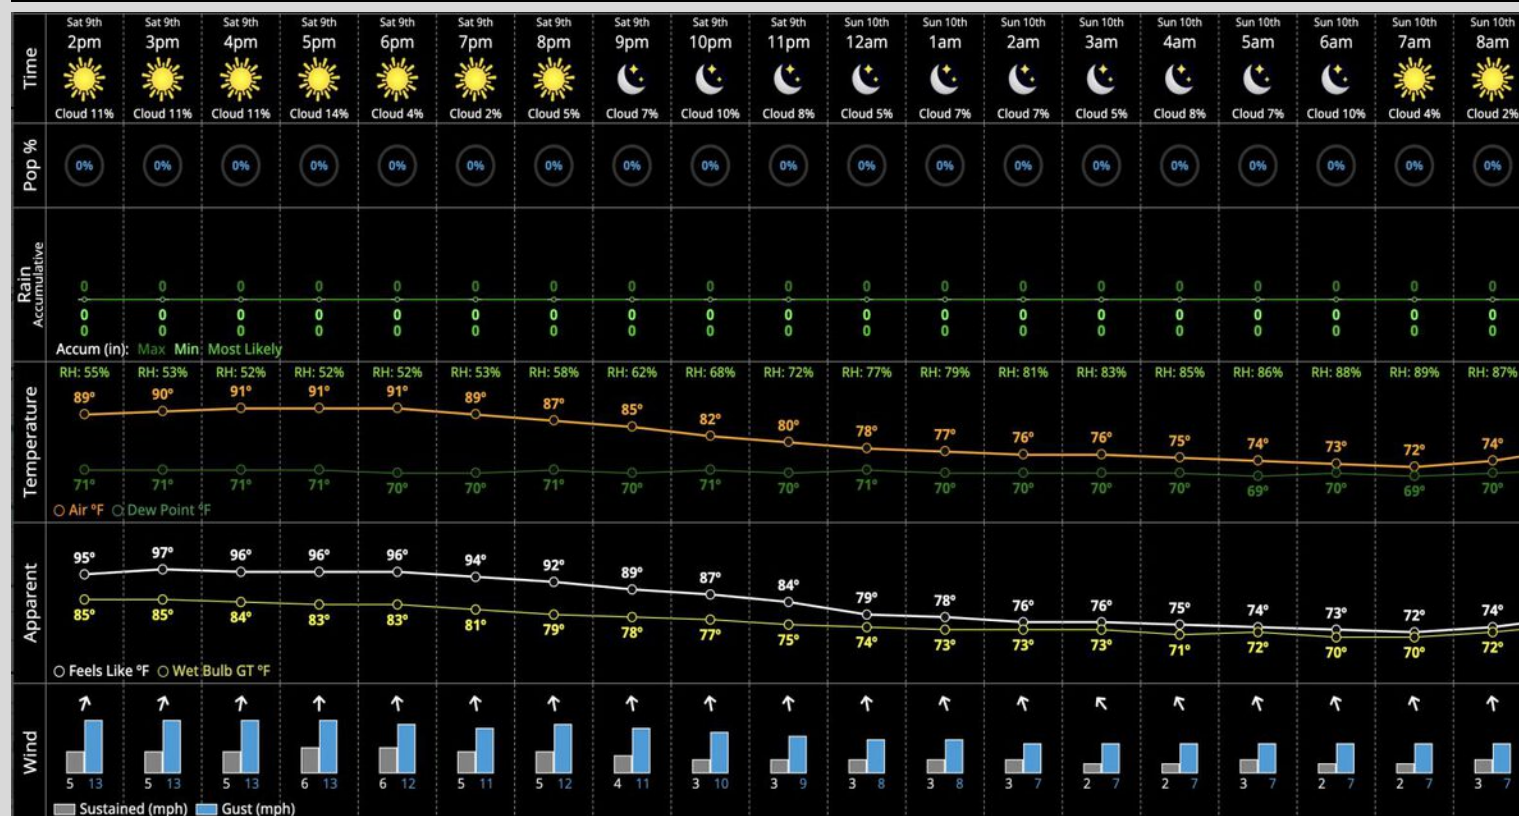 Time
Sat 9th Sat 9th Sat 9th Sat 9th Sat 9th Sat 9th Sat 9th Sat 9th Sat 9th Sat 9th Sun 10th Sun 10th Sun 10th Sun 10th Sun 10th Sun 10th Sun 10th Sun 10th Sun 10th
2pm 3pm 4pm 5pm 6pm 7pm 8pm 9pm 10pm 11pm 12am 1am 2am 3am 4am 5am 6am 7am 8am
Cloud 11% Cloud 11% Cloud 11% Cloud 14% Cloud 4% Cloud 2% Cloud 5% Cloud 7% Cloud 10% Cloud 8% Cloud 5% Cloud 7% Cloud 7% Cloud 5% Cloud 8% Cloud 7% Cloud 10% Cloud 4% Cloud 2%
Pop %
0% 0% 0% 0% 0% 0% 0% 0% 0% 0% 0% 0% 0% 0% 0% 0% 0% 0% 0%
Rain
Accumulative
0 0 0 0 0 0 0 0 0 0 0 0 0 0 0 0 0 0 0
0 0 0 0 0 0 0 0 0 0 0 0 0 0 0 0 0 0 0
0 0 0 0 0 0 0 0 0 0 0 0 0 0 0 0 0 0 0
Accum (in): Max Min Most Likely
Temperature
RH: 55% RH: 53% RH: 52% RH: 52% RH: 52% RH: 53% RH: 58% RH: 62% RH: 68% RH: 72% RH: 77% RH: 79% RH: 81% RH: 83% RH: 85% RH: 86% RH: 88% RH: 89% RH: 87%
89° 90° 91° 91° 91° 89° 87° 85° 82° 80° 78° 77° 76° 76° 75° 74° 73° 72° 74°
71° 71° 71° 71° 70° 70° 71° 70° 71° 70° 71° 70° 70° 70° 70° 69° 70° 69° 70°
Air °F Dew Point °F
Apparent
95° 97° 96° 96° 96° 94° 92° 89° 87° 84° 79° 78° 76° 76° 75° 74° 73° 72° 74°
85° 85° 84° 83° 83° 81° 79° 78° 77° 75° 74° 73° 73° 73° 71° 72° 70° 70° 72°
Feels Like °F Wet Bulb GT °F
Wind
5 13 5 13 5 13 6 13 6 12 5 11 5 12 4 11 3 10 3 9 3 8 3 8 3 7 2 7 2 7 3 7 2 7 2 7 3 7
Sustained (mph) Gust (mph)